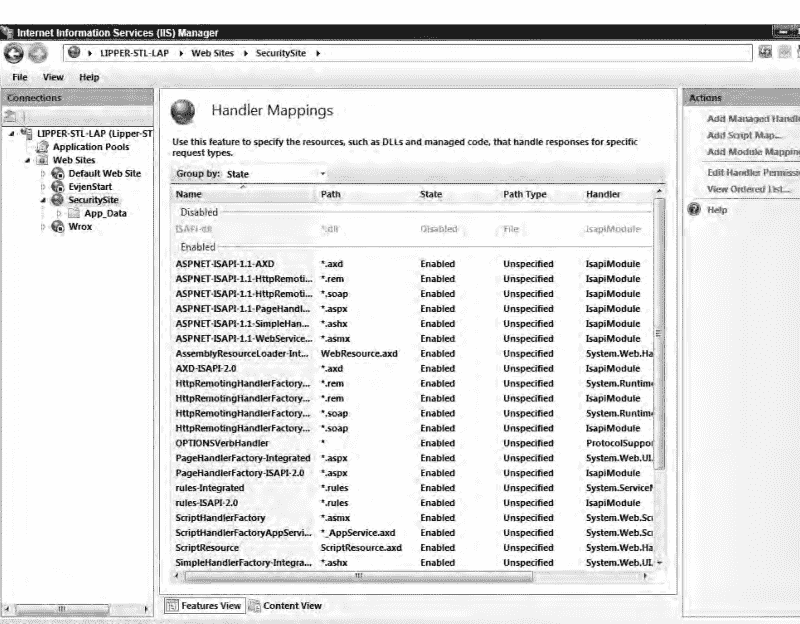 Internet Information Services (IIS) Manager
LIPPER-STL-LAP Web Sites SecuritySite
File View Help
Connections
LIPPER-STL-LAP (Lipper-ST
Application Pools
Web Sites
Default Web Site
EvjenStart
SecuritySite
App_Data
Wrox
Handler Mappings
Use this feature to specify the resources, such as DLLs and managed code, that handle responses for specific
request types.
Group by: State
Name Path State Path Type Handler
Disabled
ISAPI-dll *.dll Disabled File IsapiModule
Enabled
ASPNET-ISAPI-1.1-AXD *.axd Enabled Unspecified IsapiModule
ASPNET-ISAPI-1.1-HttpRemoti... *.rem Enabled Unspecified IsapiModule
ASPNET-ISAPI-1.1-HttpRemoti... *.soap Enabled Unspecified IsapiModule
ASPNET-ISAPI-1.1-PageHandl... *.aspx Enabled Unspecified IsapiModule
ASPNET-ISAPI-1.1-SimpleHan... *.ashx Enabled Unspecified IsapiModule
ASPNET-ISAPI-1.1-WebService... *.asmx Enabled Unspecified IsapiModule
AssemblyResourceLoader-Int... WebResource.axd Enabled Unspecified System.Web.Ha
AXD-ISAPI-2.0 *.axd Enabled Unspecified IsapiModule
HttpRemotingHandlerFactory... *.rem Enabled Unspecified System.Runtime
HttpRemotingHandlerFactory... *.rem Enabled Unspecified IsapiModule
HttpRemotingHandlerFactory... *.soap Enabled Unspecified System.Runtime
HttpRemotingHandlerFactory... *.soap Enabled Unspecified IsapiModule
OPTIONSVerbHandler * Enabled Unspecified ProtocolSuppor
PageHandlerFactory-Integrated *.aspx Enabled Unspecified System.Web.UI.
PageHandlerFactory-ISAPI-2.0 *.aspx Enabled Unspecified IsapiModule
rules-Integrated *.rules Enabled Unspecified System.ServiceM
rules-ISAPI-2.0 *.rules Enabled Unspecified IsapiModule
ScriptHandlerFactory *.asmx Enabled Unspecified System.Web.Scr
ScriptHandlerFactoryAppServi... *_AppService.axd Enabled Unspecified System.Web.Scr
ScriptResource ScriptResource.axd Enabled Unspecified System.Web.Ha
SimpleHandlerFactory-Integra... *.ashx Enabled Unspecified System.Web.UI.
Features View Content View
Actions
Add Managed Handle
Add Script Map...
Add Module Mapping
Edit Handler Permissio
View Ordered List...
Help